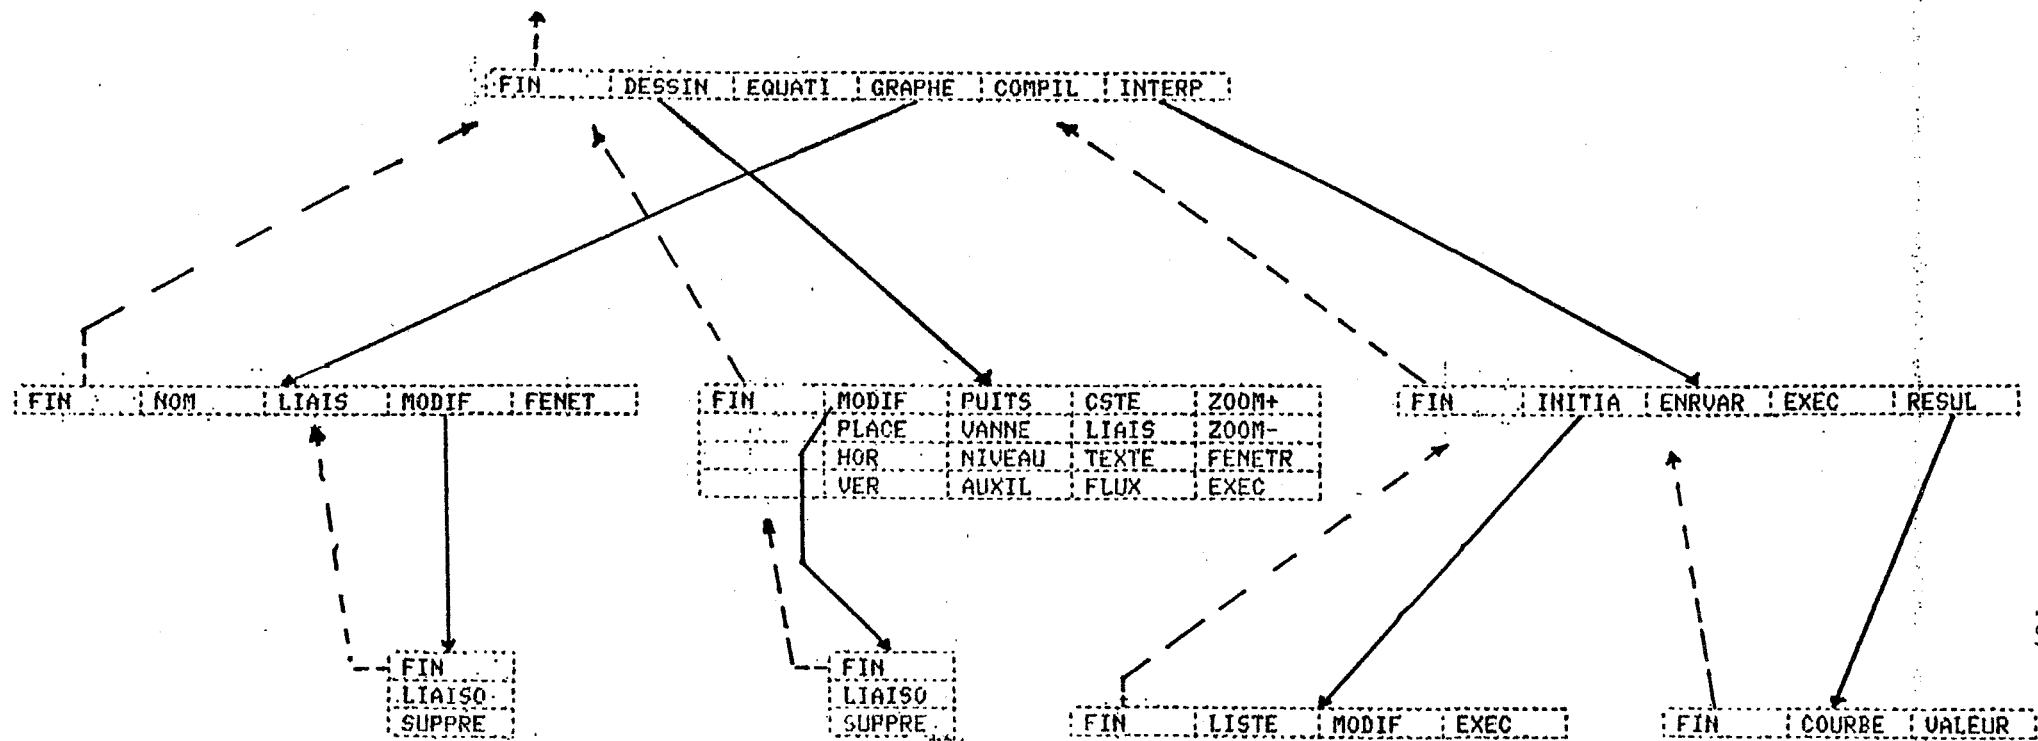 FIN DESSIN EQUATI GRAPHE COMPIL INTERP
FIN NOM LIAIS MODIF FENET
FIN MODIF PUITS CSTE ZOOM+
PLACE VANNE LIAIS ZOOM-
HOR NIVEAU TEXTE FENETR
VER AUXIL FLUX EXEC
FIN INITIA ENRVAR EXEC RESUL
FIN
LIAISO
SUPPRE
FIN
LIAISO
SUPPRE
FIN LISTE MODIF EXEC
FIN COURBE VALEUR